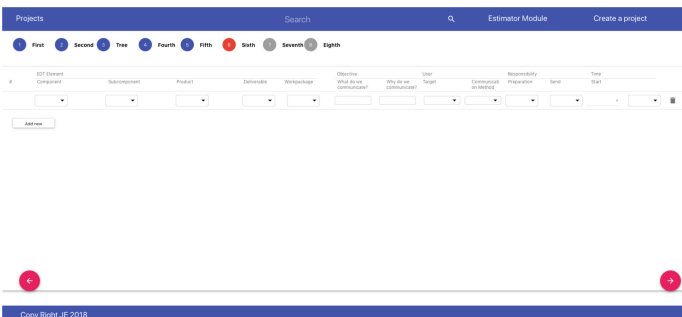 Projects Search Estimator Module Create a project
1 First 2 Second 3 Tree 4 Fourth 5 Fifth 6 Sixth 7 Seventh 8 Eighth
EDT Element Objective User Responsibility Time
# Component Subcomponent Product Deliverable Workpackage What do we communicate? Why do we communicate? Target Communicati on Method Preparation Send Start
Add new
Copy Right JE 2018